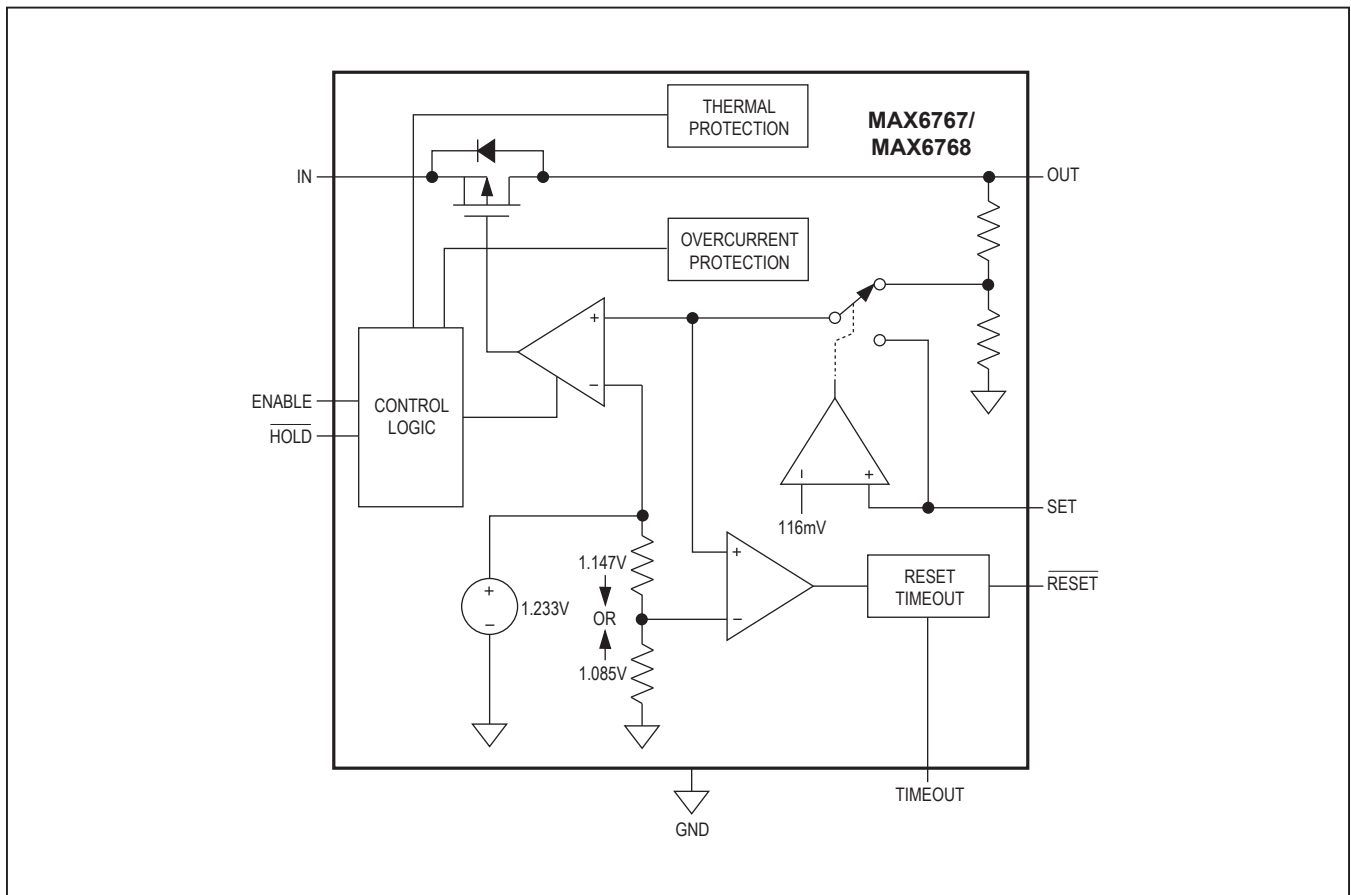 THERMAL
PROTECTION
MAX6767/
MAX6768
IN
OUT
OVERCURRENT
PROTECTION
+
−
ENABLE
HOLD
CONTROL
LOGIC
−
+
116mV
SET
1.147V
OR
1.085V
+
−
1.233V
+
−
RESET
TIMEOUT
RESET
TIMEOUT
GND